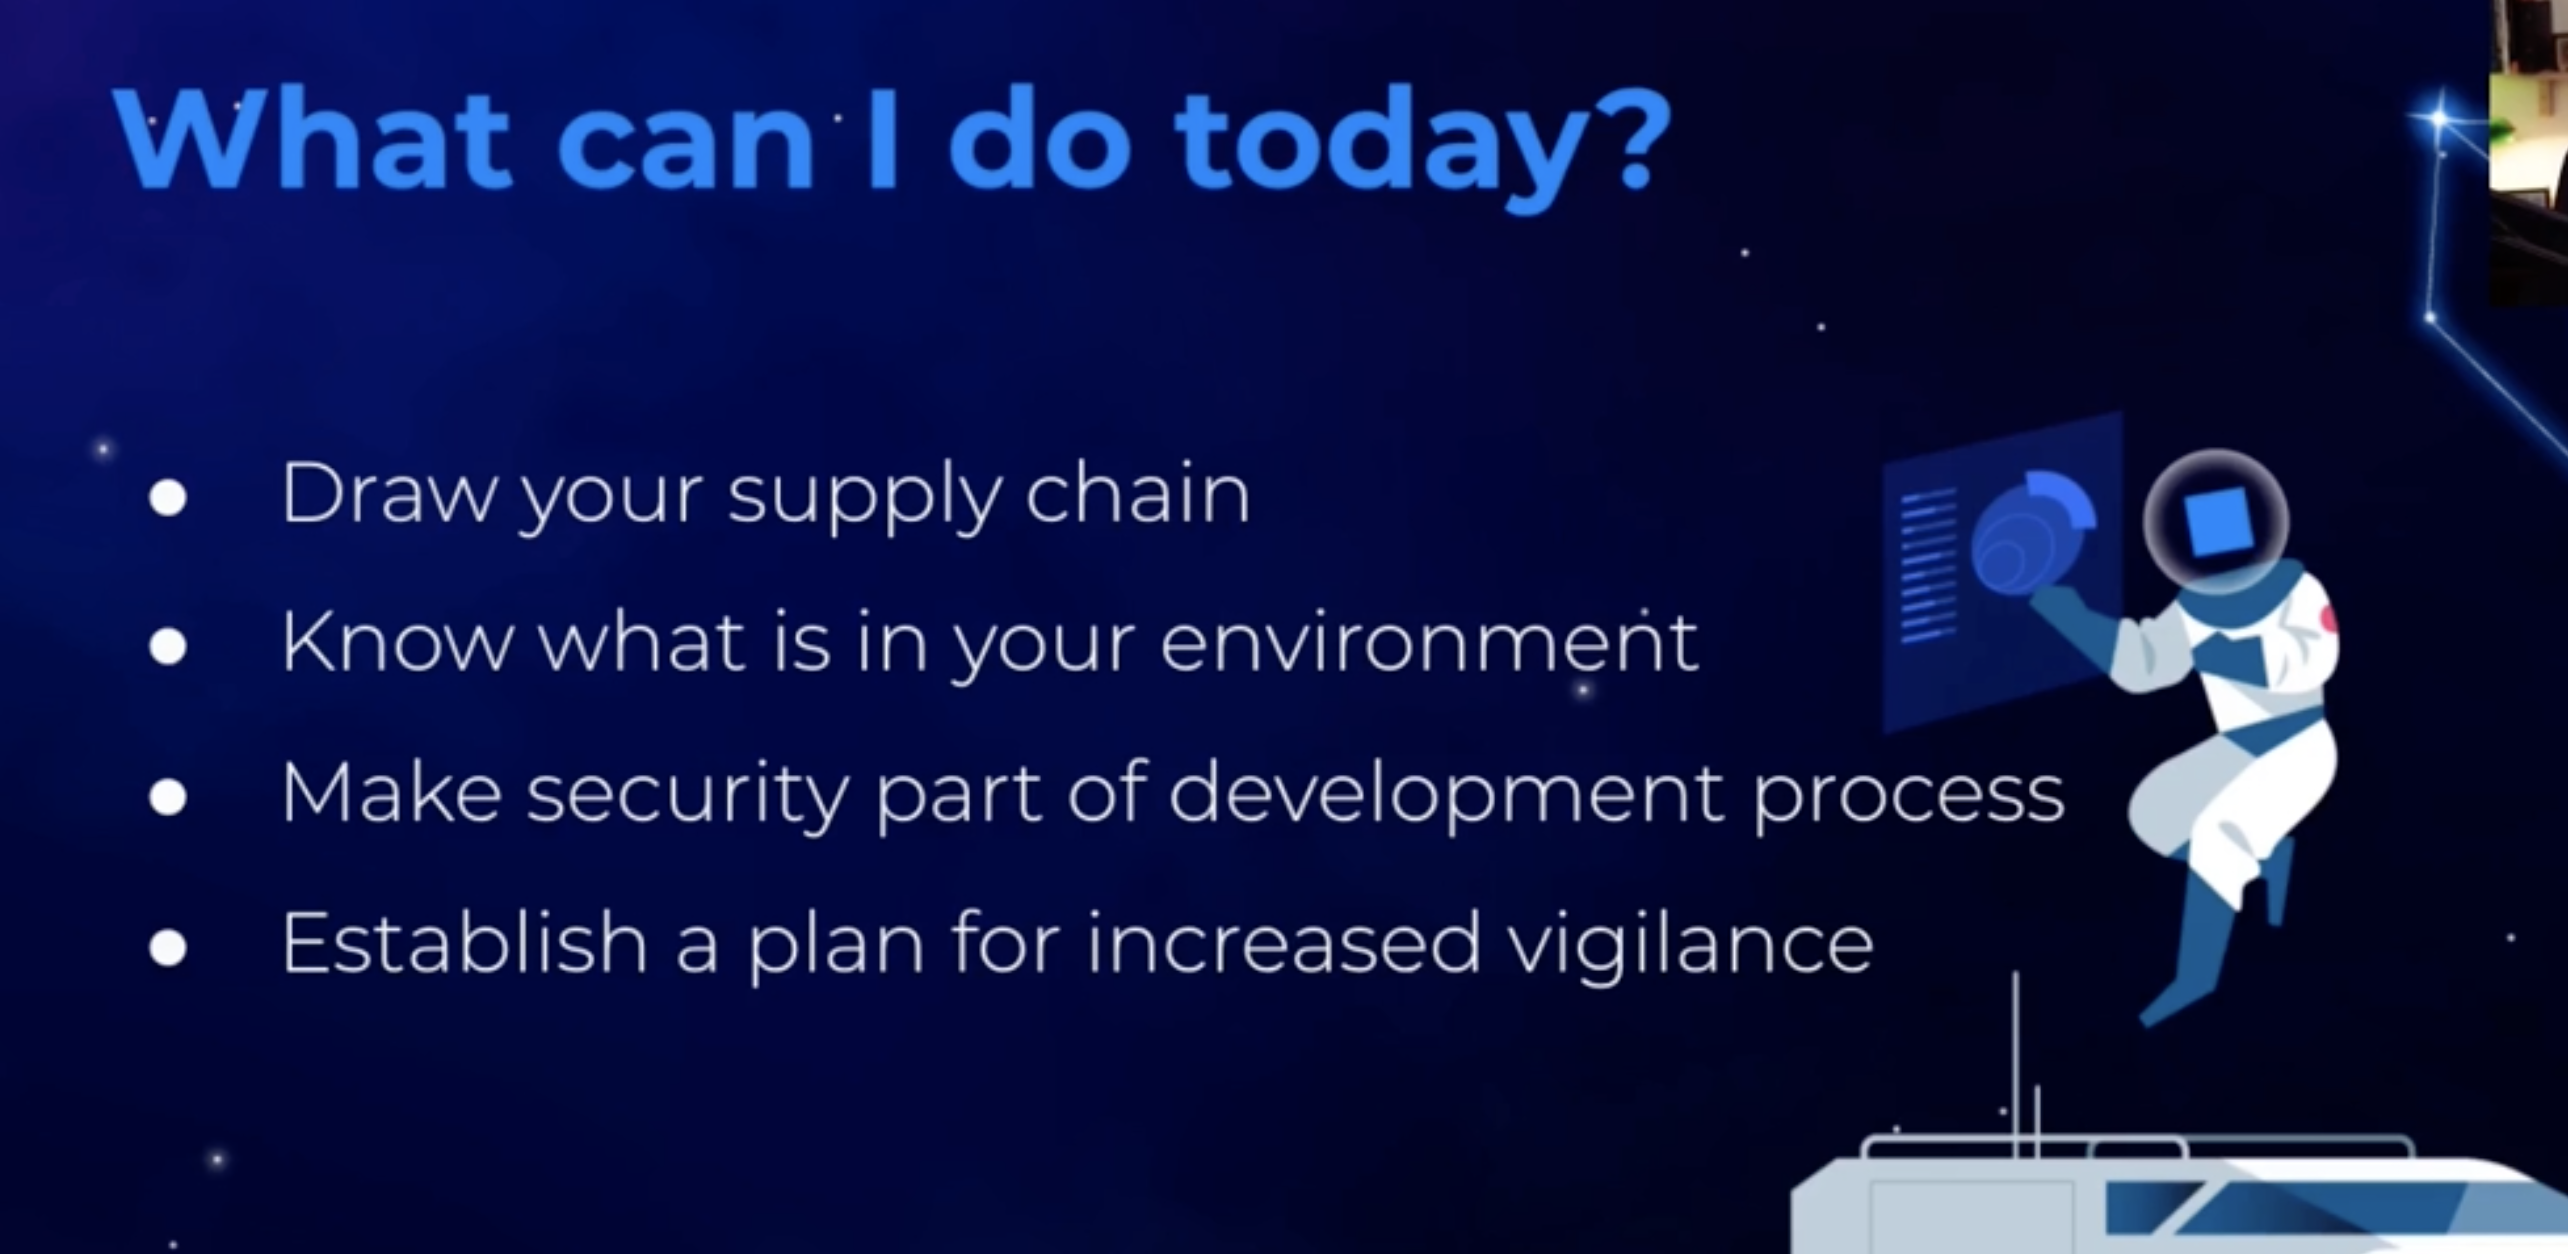 What can I do today?
● Draw your supply chain
● Know what is in your environment
● Make security part of development process
● Establish a plan for increased vigilance